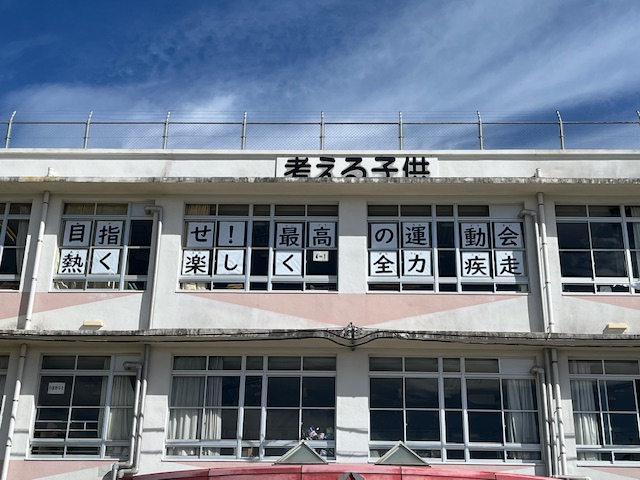 考える子供
目指せ!最高の運動会
熱く楽しく全力疾走